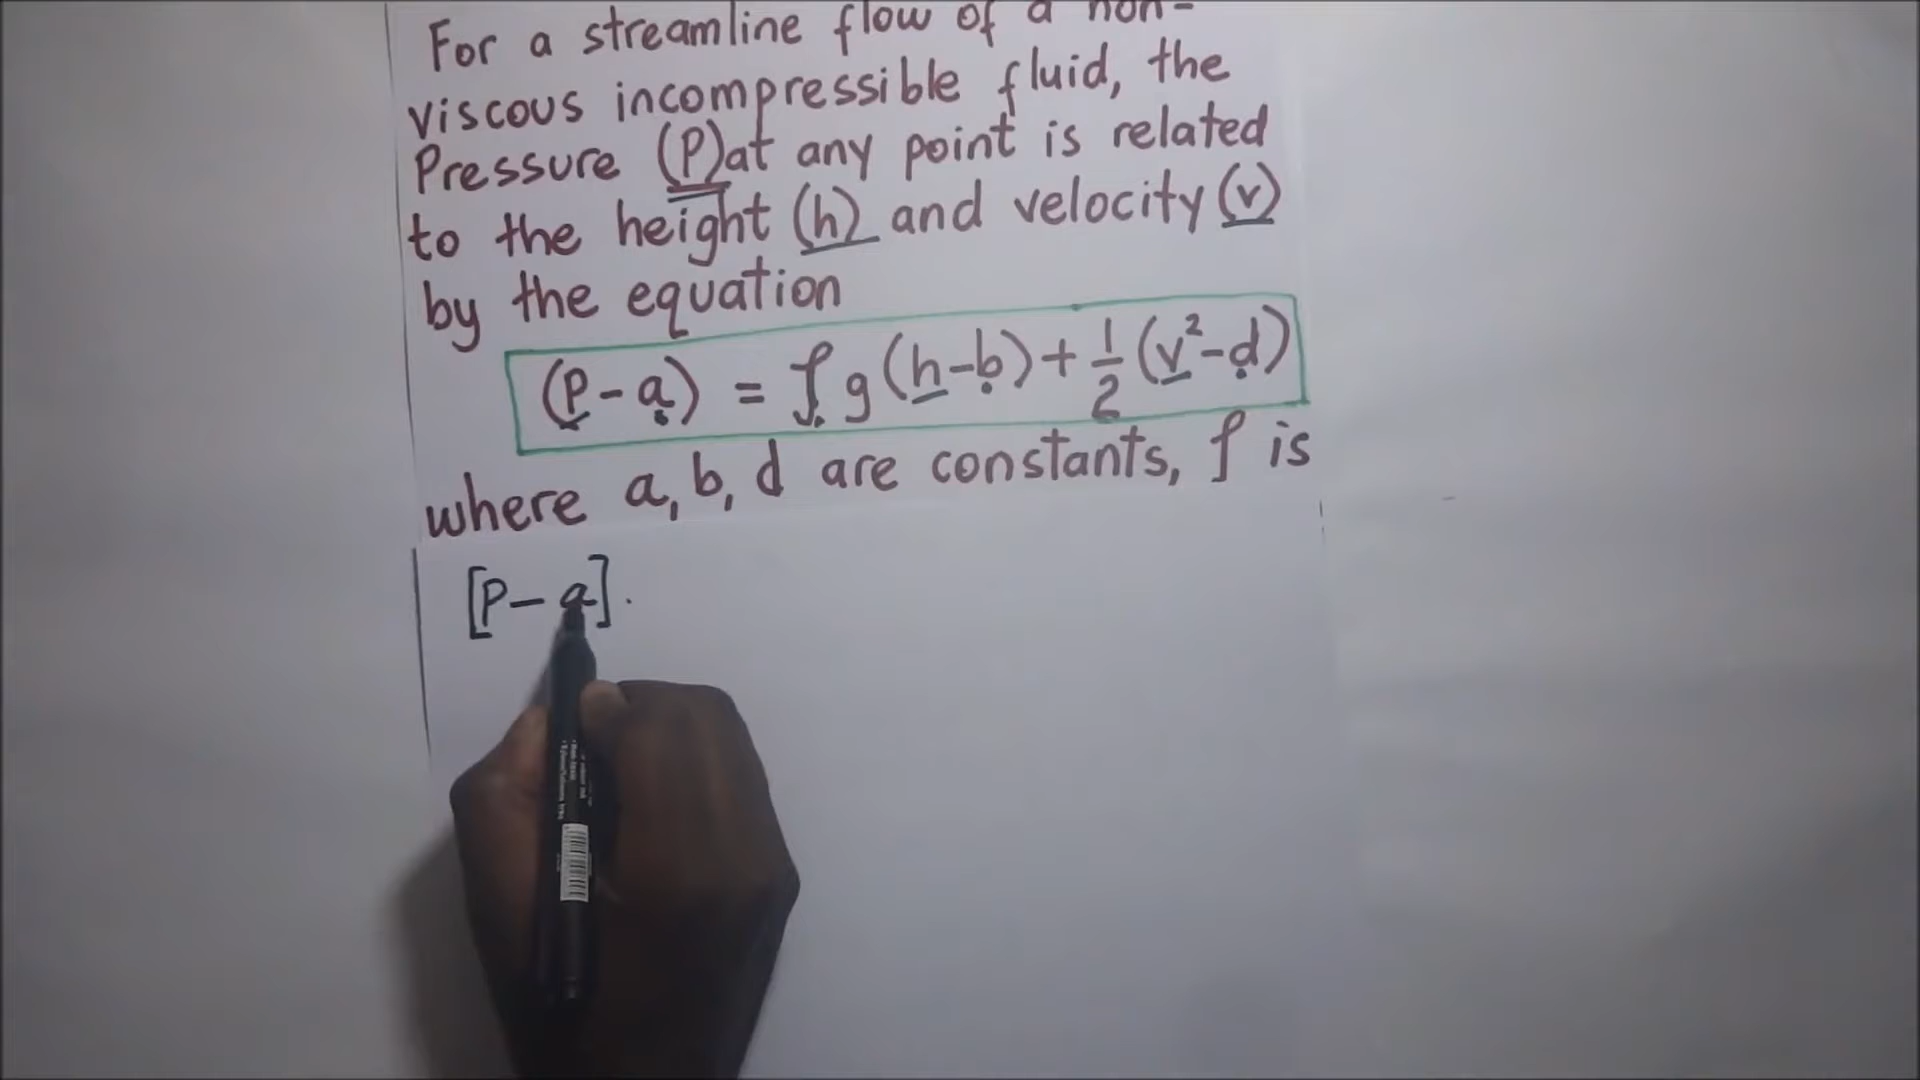 For a streamline flow of a non-
viscous incompressible fluid, the
Pressure (P) at any point is related
to the height (h) and velocity (v)
by the equation
(P - a) = ρg(h-b) + 1/2 (v² - d)
where a, b, d are constants, ρ is
[P - a].